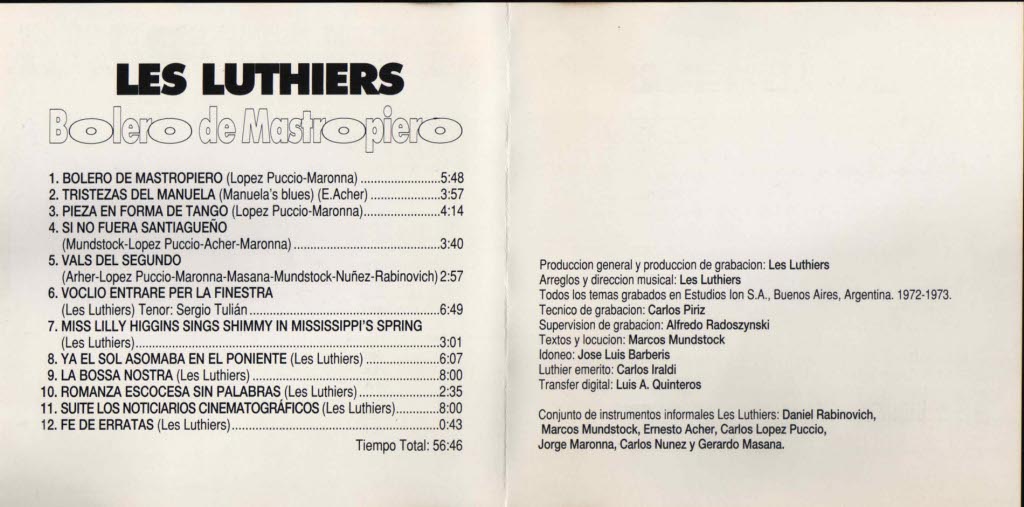 LES LUTHIERS
Bolero de Mastropiero
1. BOLERO DE MASTROPIERO (Lopez Puccio-Maronna) ........................5:48
2. TRISTEZAS DEL MANUELA (Manuela's blues) (E.Acher) .....................3:57
3. PIEZA EN FORMA DE TANGO (Lopez Puccio-Maronna).......................4:14
4. SI NO FUERA SANTIAGUEÑO
(Mundstock-Lopez Puccio-Acher-Maronna) ............................................3:40
5. VALS DEL SEGUNDO
(Arher-Lopez Puccio-Maronna-Masana-Mundstock-Nuñez-Rabinovich) 2:57
6. VOGLIO ENTRARE PER LA FINESTRA
(Les Luthiers) Tenor: Sergio Tulián .........................................................6:49
7. MISS LILLY HIGGINS SINGS SHIMMY IN MISSISSIPPI'S SPRING
(Les Luthiers)............................................................................................3:01
8. YA EL SOL ASOMABA EN EL PONIENTE (Les Luthiers) ......................6:07
9. LA BOSSA NOSTRA (Les Luthiers) ........................................................8:00
10. ROMANZA ESCOCESA SIN PALABRAS (Les Luthiers) ........................2:35
11. SUITE LOS NOTICIARIOS CINEMATOGRÁFICOS (Les Luthiers).............8:00
12. FE DE ERRATAS (Les Luthiers)...............................................................0:43
Tiempo Total: 56:46
Produccion general y produccion de grabacion: Les Luthiers
Arreglos y direccion musical: Les Luthiers
Todos los temas grabados en Estudios Ion S.A., Buenos Aires, Argentina. 1972-1973.
Tecnico de grabacion: Carlos Piriz
Supervision de grabacion: Alfredo Radoszynski
Textos y locucion: Marcos Mundstock
Idoneo: Jose Luis Barberis
Luthier emerito: Carlos Iraldi
Transfer digital: Luis A. Quinteros
Conjunto de instrumentos informales Les Luthiers: Daniel Rabinovich,
Marcos Mundstock, Ernesto Acher, Carlos Lopez Puccio,
Jorge Maronna, Carlos Nunez y Gerardo Masana.